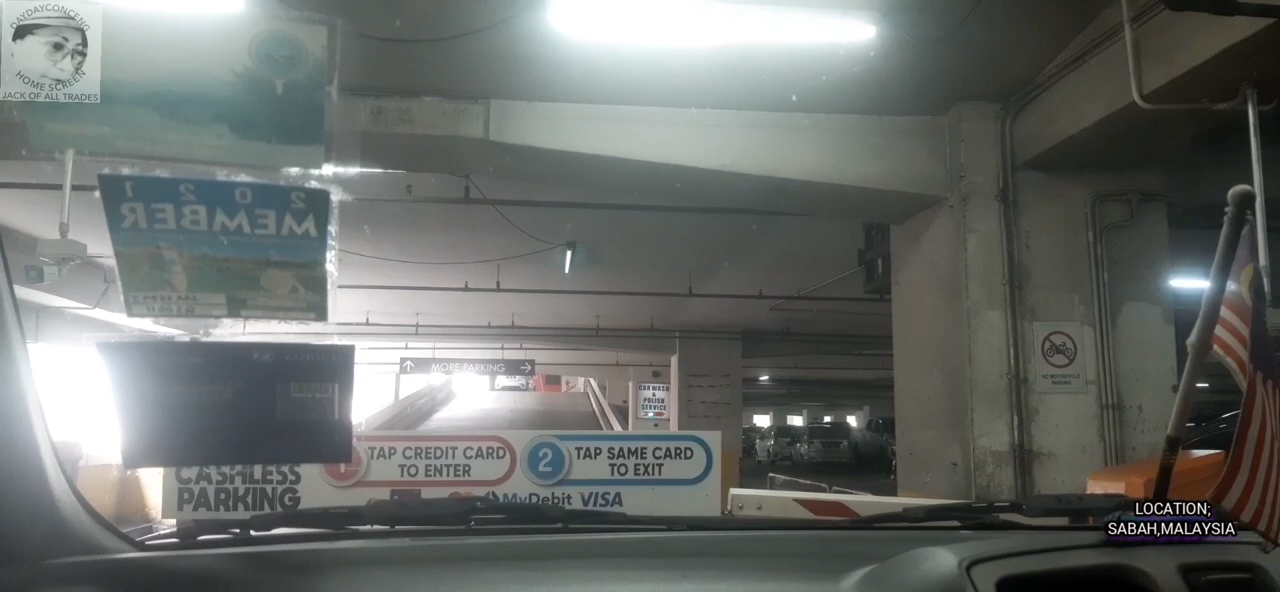 DAYDAYCONCENG
HOME SCREEN
JACK OF ALL TRADES
2021
MEMBER
MORE PARKING
CAR WASH
&
POLISH
SERVICE
NO MOTORCYCLE
PARKING
1 TAP CREDIT CARD
TO ENTER
2 TAP SAME CARD
TO EXIT
CASHLESS
PARKING
MyDebit VISA
LOCATION;
SABAH,MALAYSIA